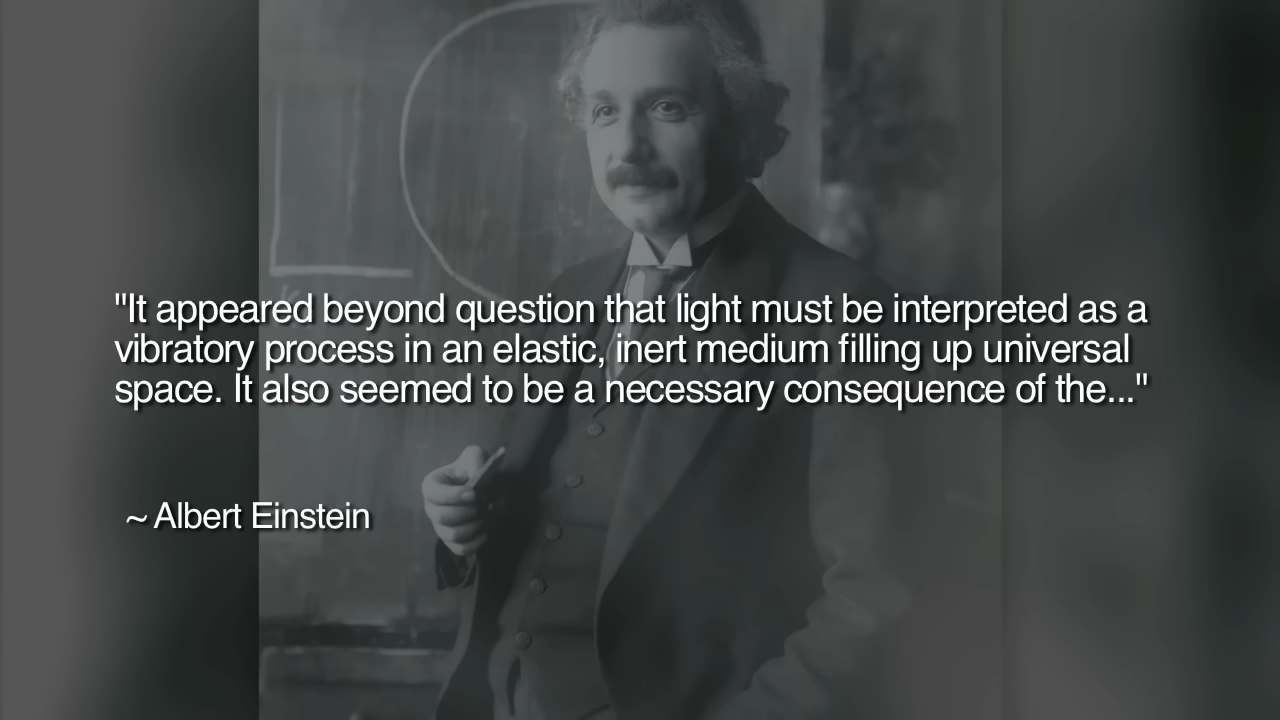 "It appeared beyond question that light must be interpreted as a
vibratory process in an elastic, inert medium filling up universal
space. It also seemed to be a necessary consequence of the..."
~ Albert Einstein